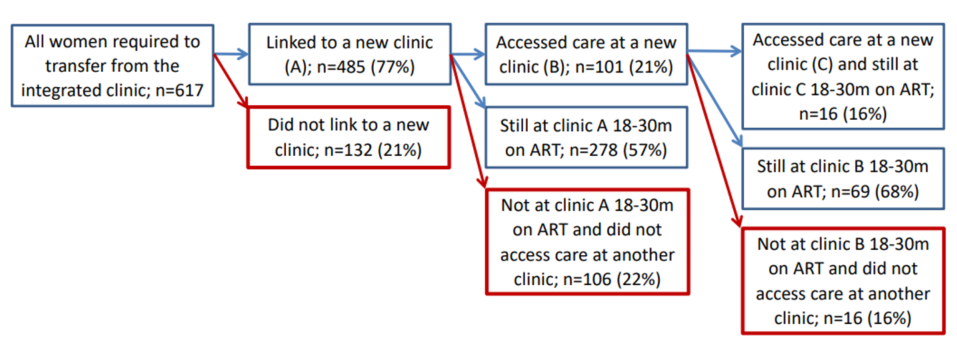 All women required to
transfer from the
integrated clinic; n=617
Linked to a new clinic
(A); n=485 (77%)
Did not link to a new
clinic; n=132 (21%)
Accessed care at a new
clinic (B); n=101 (21%)
Still at clinic A 18-30m
on ART; n=278 (57%)
Not at clinic A 18-30m
on ART and did not
access care at another
clinic; n=106 (22%)
Accessed care at a new
clinic (C) and still at
clinic C 18-30m on ART;
n=16 (16%)
Still at clinic B 18-30m
on ART; n=69 (68%)
Not at clinic B 18-30m
on ART and did not
access care at another
clinic; n=16 (16%)